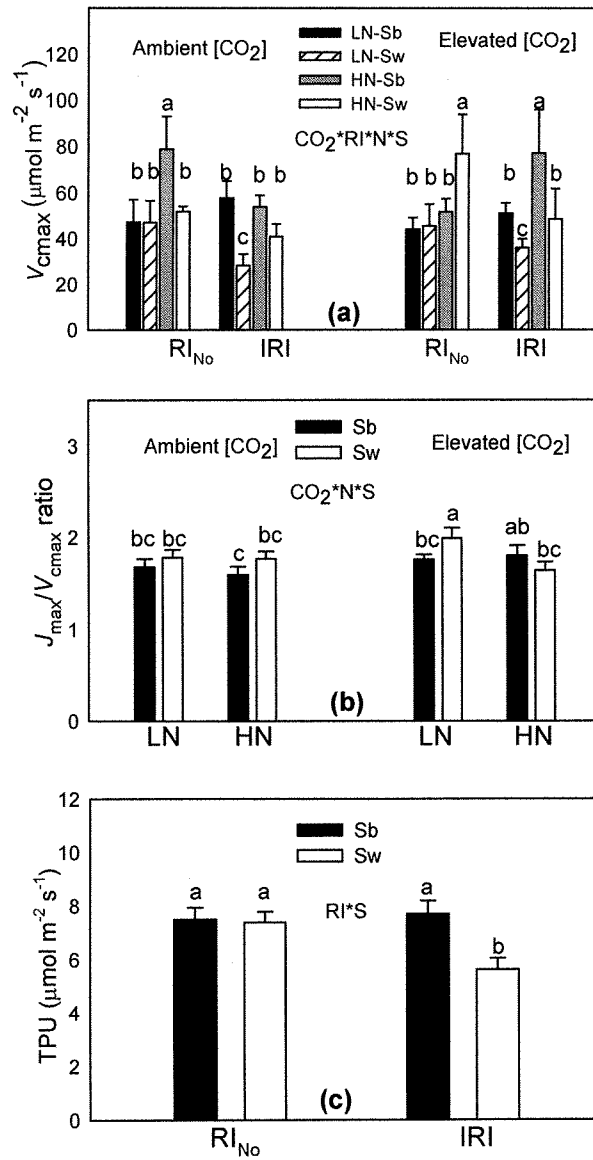 Ambient [CO2]
LN-Sb
LN-Sw
HN-Sb
HN-Sw
Elevated [CO2]
CO2*RI*N*S
140
120
100
80
60
40
20
0
Vcmax (μmol m-2 s-1)
b b a b
b c b b
b b b a
b c a b
(a)
RINo IRI RINo IRI
Ambient [CO2]
Sb
Sw
Elevated [CO2]
CO2*N*S
3
2
1
0
Jmax/Vcmax ratio
bc bc c bc
bc a ab bc
(b)
LN HN LN HN
12
10
8
6
4
2
0
TPU (μmol m-2 s-1)
Sb
Sw
RI*S
a a a b
(c)
RINo IRI